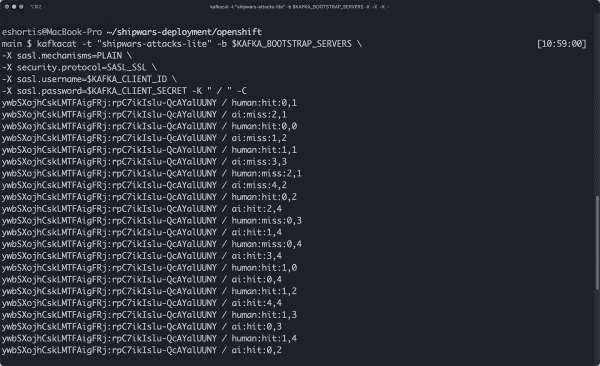 kafkacat -t "shipwars-attacks-lite" -b $KAFKA_BOOTSTRAP_SERVERS -X -X -X -
eshortis@MacBook-Pro ~/shipwars-deployment/openshift
main $ kafkacat -t "shipwars-attacks-lite" -b $KAFKA_BOOTSTRAP_SERVERS \ [10:59:00]
-X sasl.mechanisms=PLAIN \
-X security.protocol=SASL_SSL \
-X sasl.username=$KAFKA_CLIENT_ID \
-X sasl.password=$KAFKA_CLIENT_SECRET -K " / " -C
ywbSXojhCskLMTFAigFRj:rpC7ikIslu-QcAYalUUNY / human:hit:0,1
ywbSXojhCskLMTFAigFRj:rpC7ikIslu-QcAYalUUNY / ai:miss:2,1
ywbSXojhCskLMTFAigFRj:rpC7ikIslu-QcAYalUUNY / human:hit:0,0
ywbSXojhCskLMTFAigFRj:rpC7ikIslu-QcAYalUUNY / ai:miss:1,2
ywbSXojhCskLMTFAigFRj:rpC7ikIslu-QcAYalUUNY / human:hit:1,1
ywbSXojhCskLMTFAigFRj:rpC7ikIslu-QcAYalUUNY / ai:miss:3,3
ywbSXojhCskLMTFAigFRj:rpC7ikIslu-QcAYalUUNY / human:miss:2,1
ywbSXojhCskLMTFAigFRj:rpC7ikIslu-QcAYalUUNY / ai:miss:4,2
ywbSXojhCskLMTFAigFRj:rpC7ikIslu-QcAYalUUNY / human:hit:0,2
ywbSXojhCskLMTFAigFRj:rpC7ikIslu-QcAYalUUNY / ai:hit:2,4
ywbSXojhCskLMTFAigFRj:rpC7ikIslu-QcAYalUUNY / human:miss:0,3
ywbSXojhCskLMTFAigFRj:rpC7ikIslu-QcAYalUUNY / ai:hit:1,4
ywbSXojhCskLMTFAigFRj:rpC7ikIslu-QcAYalUUNY / human:miss:0,4
ywbSXojhCskLMTFAigFRj:rpC7ikIslu-QcAYalUUNY / ai:hit:3,4
ywbSXojhCskLMTFAigFRj:rpC7ikIslu-QcAYalUUNY / human:hit:1,0
ywbSXojhCskLMTFAigFRj:rpC7ikIslu-QcAYalUUNY / ai:hit:0,4
ywbSXojhCskLMTFAigFRj:rpC7ikIslu-QcAYalUUNY / human:hit:1,2
ywbSXojhCskLMTFAigFRj:rpC7ikIslu-QcAYalUUNY / ai:hit:4,4
ywbSXojhCskLMTFAigFRj:rpC7ikIslu-QcAYalUUNY / human:hit:1,3
ywbSXojhCskLMTFAigFRj:rpC7ikIslu-QcAYalUUNY / ai:hit:0,3
ywbSXojhCskLMTFAigFRj:rpC7ikIslu-QcAYalUUNY / human:hit:1,4
ywbSXojhCskLMTFAigFRj:rpC7ikIslu-QcAYalUUNY / ai:hit:0,2